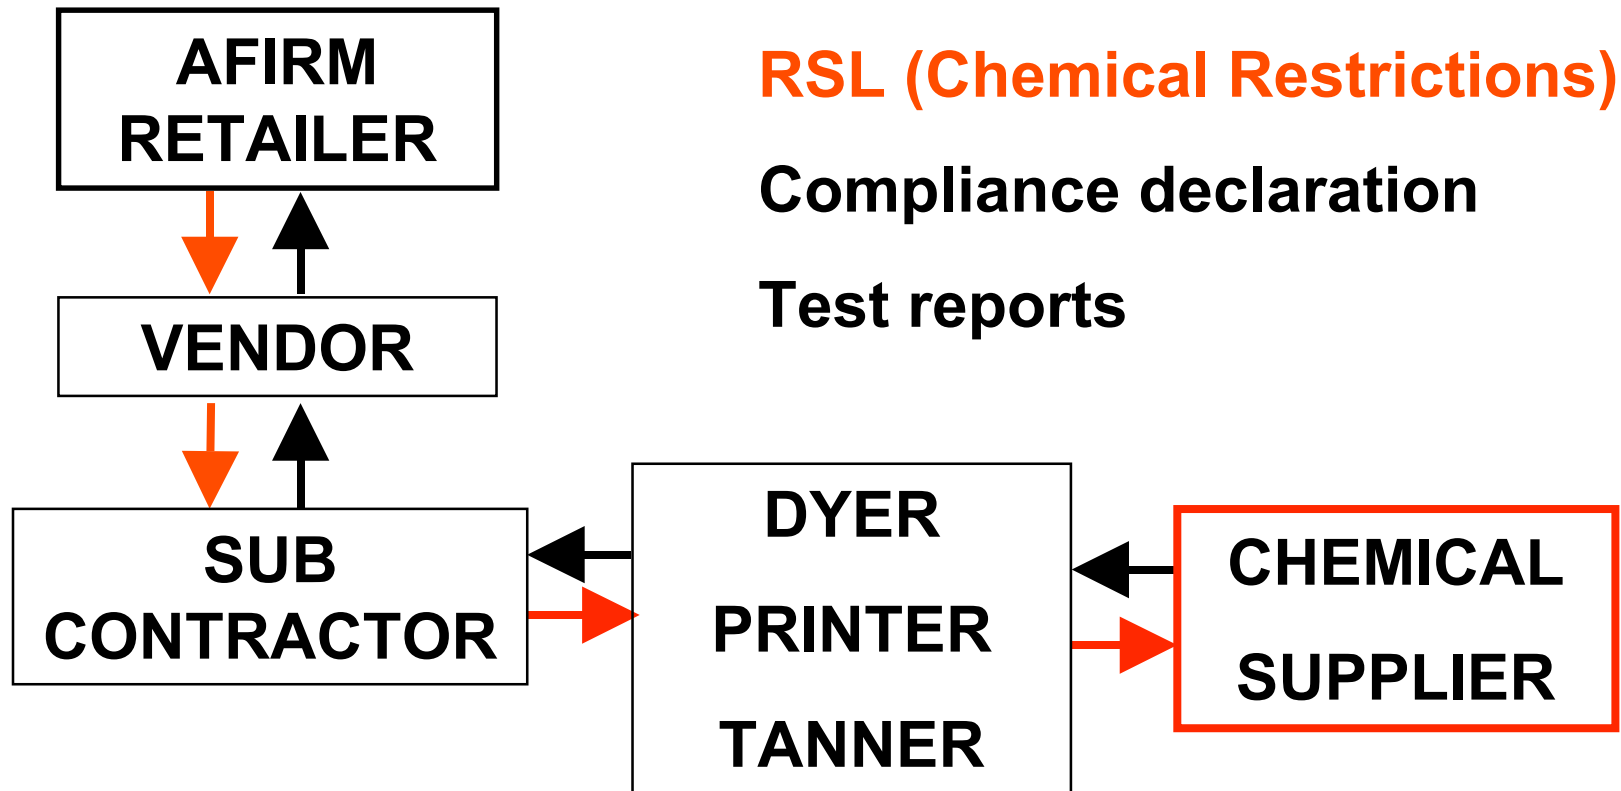 AFIRM
RETAILER
RSL (Chemical Restrictions)
Compliance declaration
Test reports
VENDOR
SUB
CONTRACTOR
DYER
PRINTER
TANNER
CHEMICAL
SUPPLIER